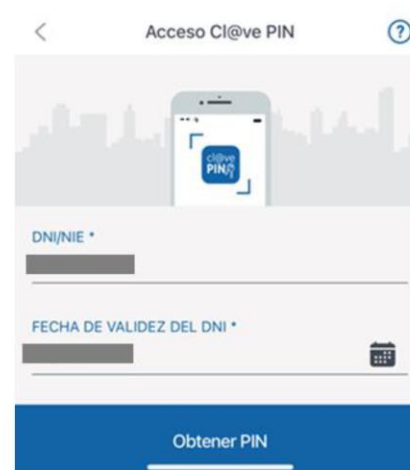 Acceso Cl@ve PIN
?
cl@ve
PIN
DNI/NIE *
FECHA DE VALIDEZ DEL DNI *
Obtener PIN